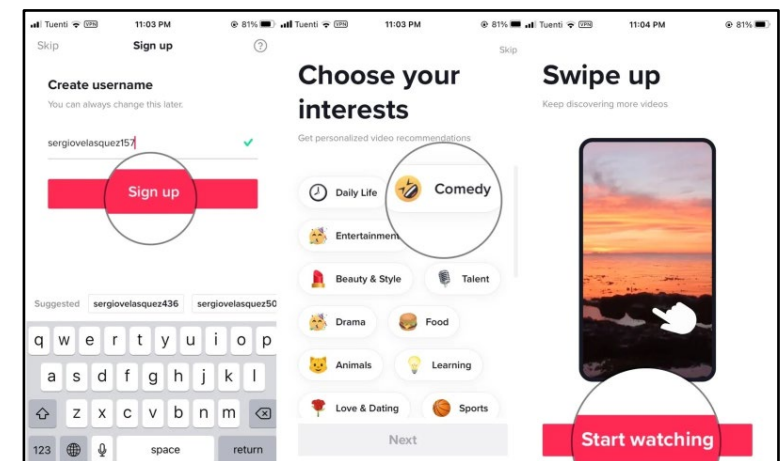 Tuenti VPN 11:03 PM 81%
Skip Sign up ?
Create username
You can always change this later.
sergiovelasquez157
Sign up
Suggested sergiovelasquez436 sergiovelasquez50
q w e r t y u i o p
a s d f g h j k l
z x c v b n m
123 space return
Tuenti VPN 11:03 PM 81%
Skip
Choose your
interests
Get personalized video recommendations
Daily Life Comedy
Entertainment
Beauty & Style Talent
Drama Food
Animals Learning
Love & Dating Sports
Next
Tuenti VPN 11:04 PM 81%
Swipe up
Keep discovering more videos
Start watching